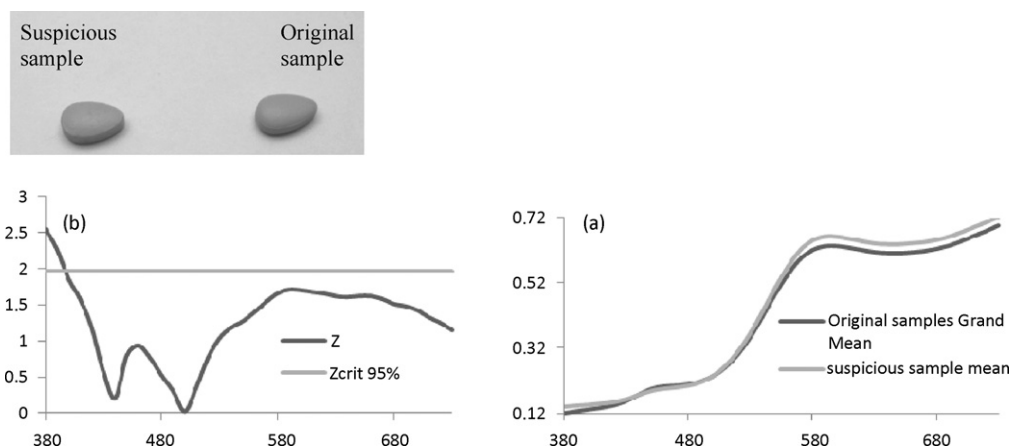 Suspicious
sample
Original
sample
3
2.5
2
1.5
1
0.5
0
(b)
Z
Zcrit 95%
380
480
580
680
0.72
0.52
0.32
0.12
(a)
Original samples Grand
Mean
suspicious sample mean
380
480
580
680